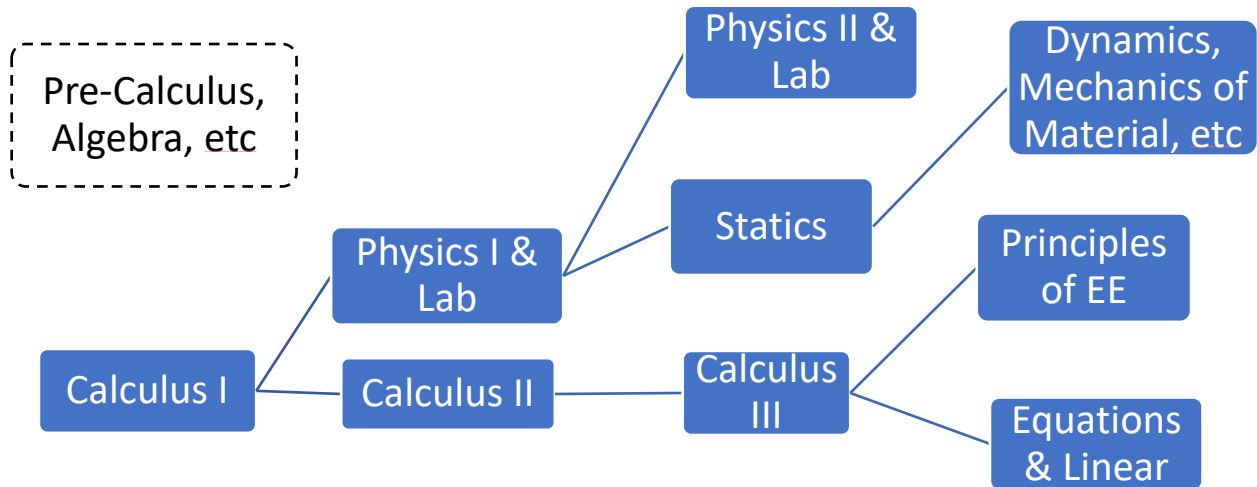 Pre-Calculus,
Algebra, etc
Physics II &
Lab
Dynamics,
Mechanics of
Material, etc
Physics I &
Lab
Statics
Principles
of EE
Calculus I
Calculus II
Calculus
III
Equations
& Linear